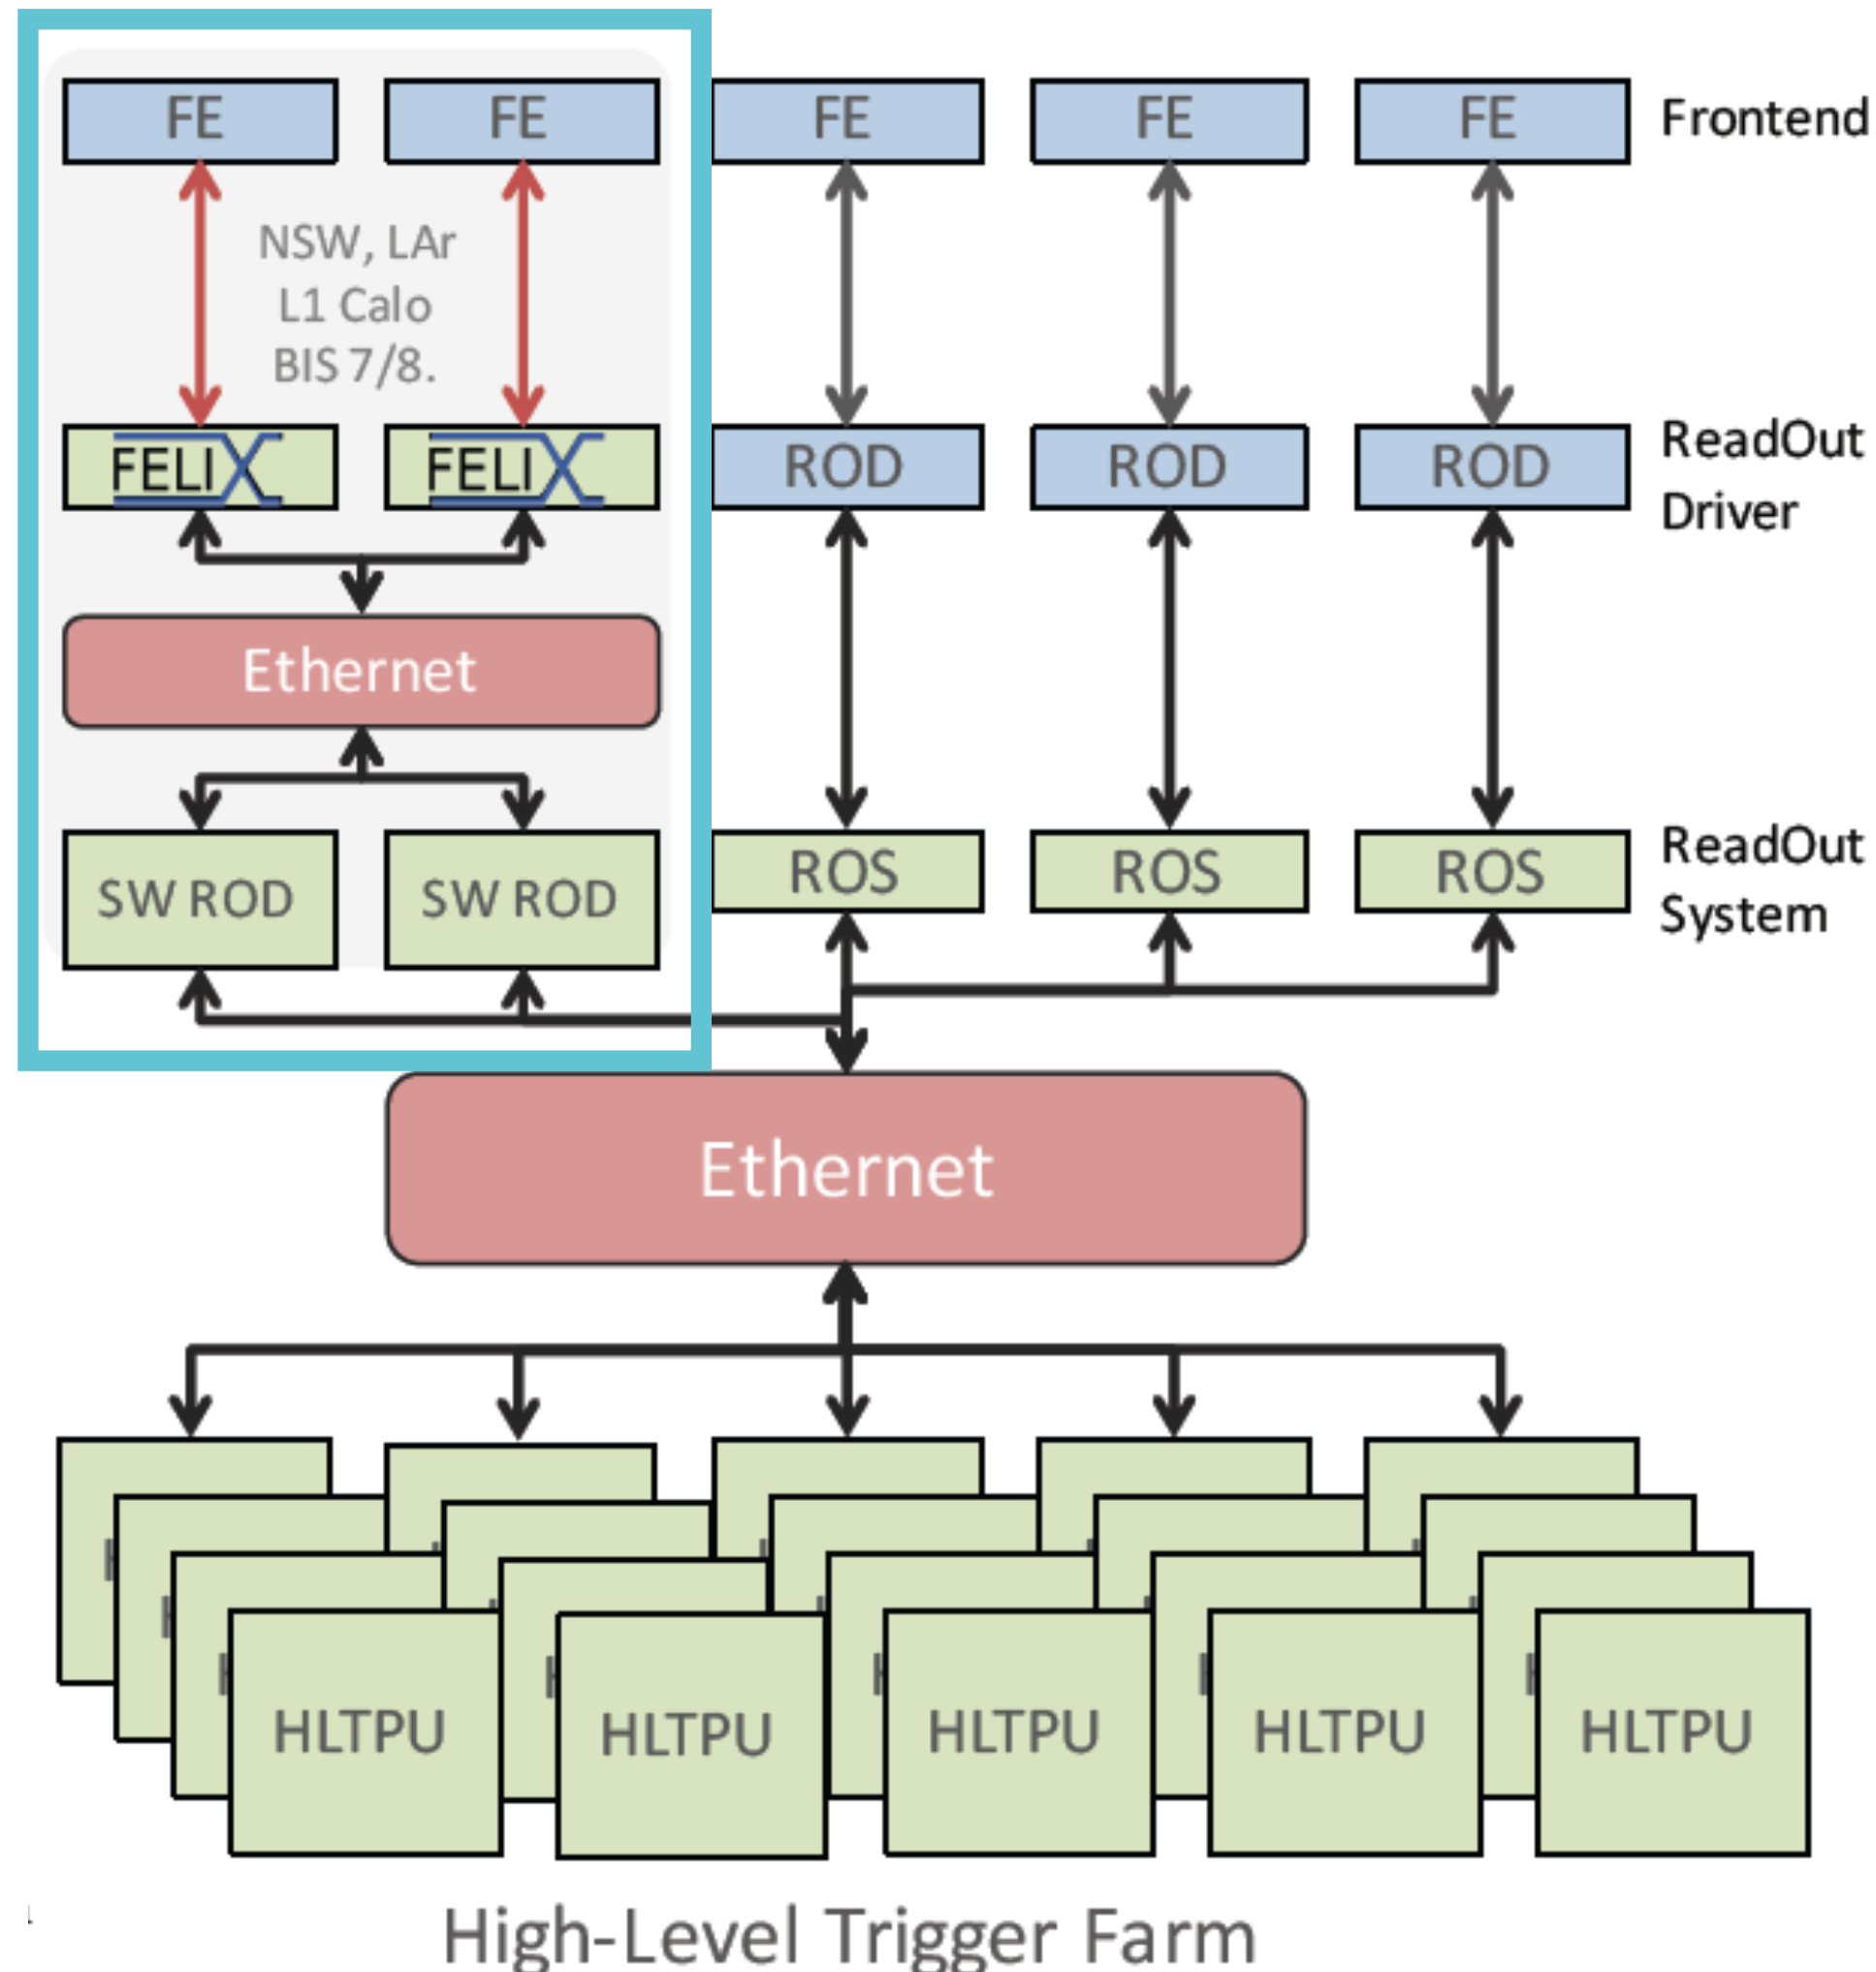 FE FE FE FE FE Frontend
NSW, LAr
L1 Calo
BIS 7/8.
FELIX FELIX ROD ROD ROD ReadOut
Driver
Ethernet
SW ROD SW ROD ROS ROS ROS ReadOut
System
Ethernet
HLTPU HLTPU HLTPU HLTPU HLTPU
High-Level Trigger Farm